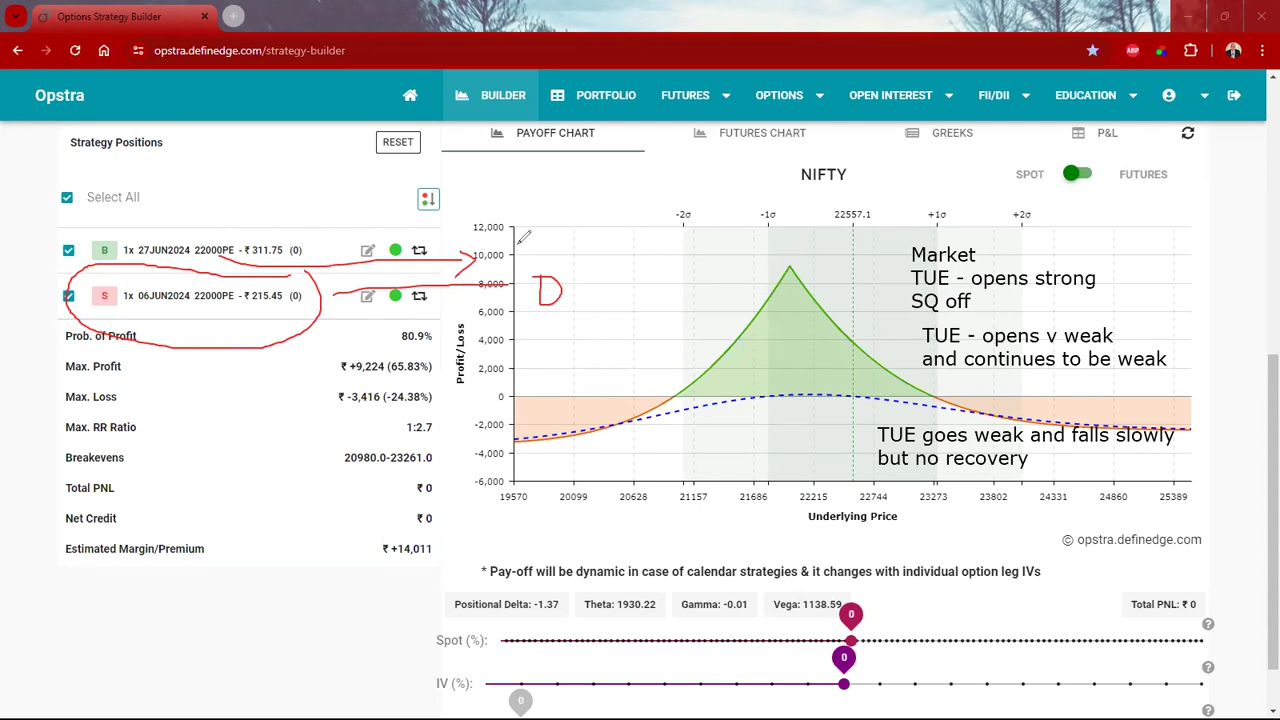 Options Strategy Builder
opstra.definedge.com/strategy-builder
ABP
Opstra
BUILDER
PORTFOLIO
FUTURES
OPTIONS
OPEN INTEREST
FII/DII
EDUCATION
Strategy Positions
RESET
PAYOFF CHART
FUTURES CHART
GREEKS
P&L
NIFTY
SPOT
FUTURES
Select All
B 1x 27JUN2024 22000PE - ₹ 311.75 (0)
S 1x 06JUN2024 22000PE - ₹ 215.45 (0)
Prob. of Profit 80.9%
Max. Profit ₹ +9,224 (65.83%)
Max. Loss ₹ -3,416 (-24.38%)
Max. RR Ratio 1:2.7
Breakevens 20980.0-23261.0
Total PNL ₹ 0
Net Credit ₹ 0
Estimated Margin/Premium ₹ +14,011
-2σ -1σ 22557.1 +1σ +2σ
12,000
10,000
8,000
6,000
4,000
2,000
0
-2,000
-4,000
-6,000
Profit/Loss
D
Market
TUE - opens strong
SQ off
TUE - opens v weak
and continues to be weak
TUE goes weak and falls slowly
but no recovery
19570 20099 20628 21157 21686 22215 22744 23273 23802 24331 24860 25389
Underlying Price
© opstra.definedge.com
* Pay-off will be dynamic in case of calendar strategies & it changes with individual option leg IVs
Positional Delta: -1.37 Theta: 1930.22 Gamma: -0.01 Vega: 1138.59 Total PNL: ₹ 0
0
Spot (%):
?
0
IV (%):
?
0
?